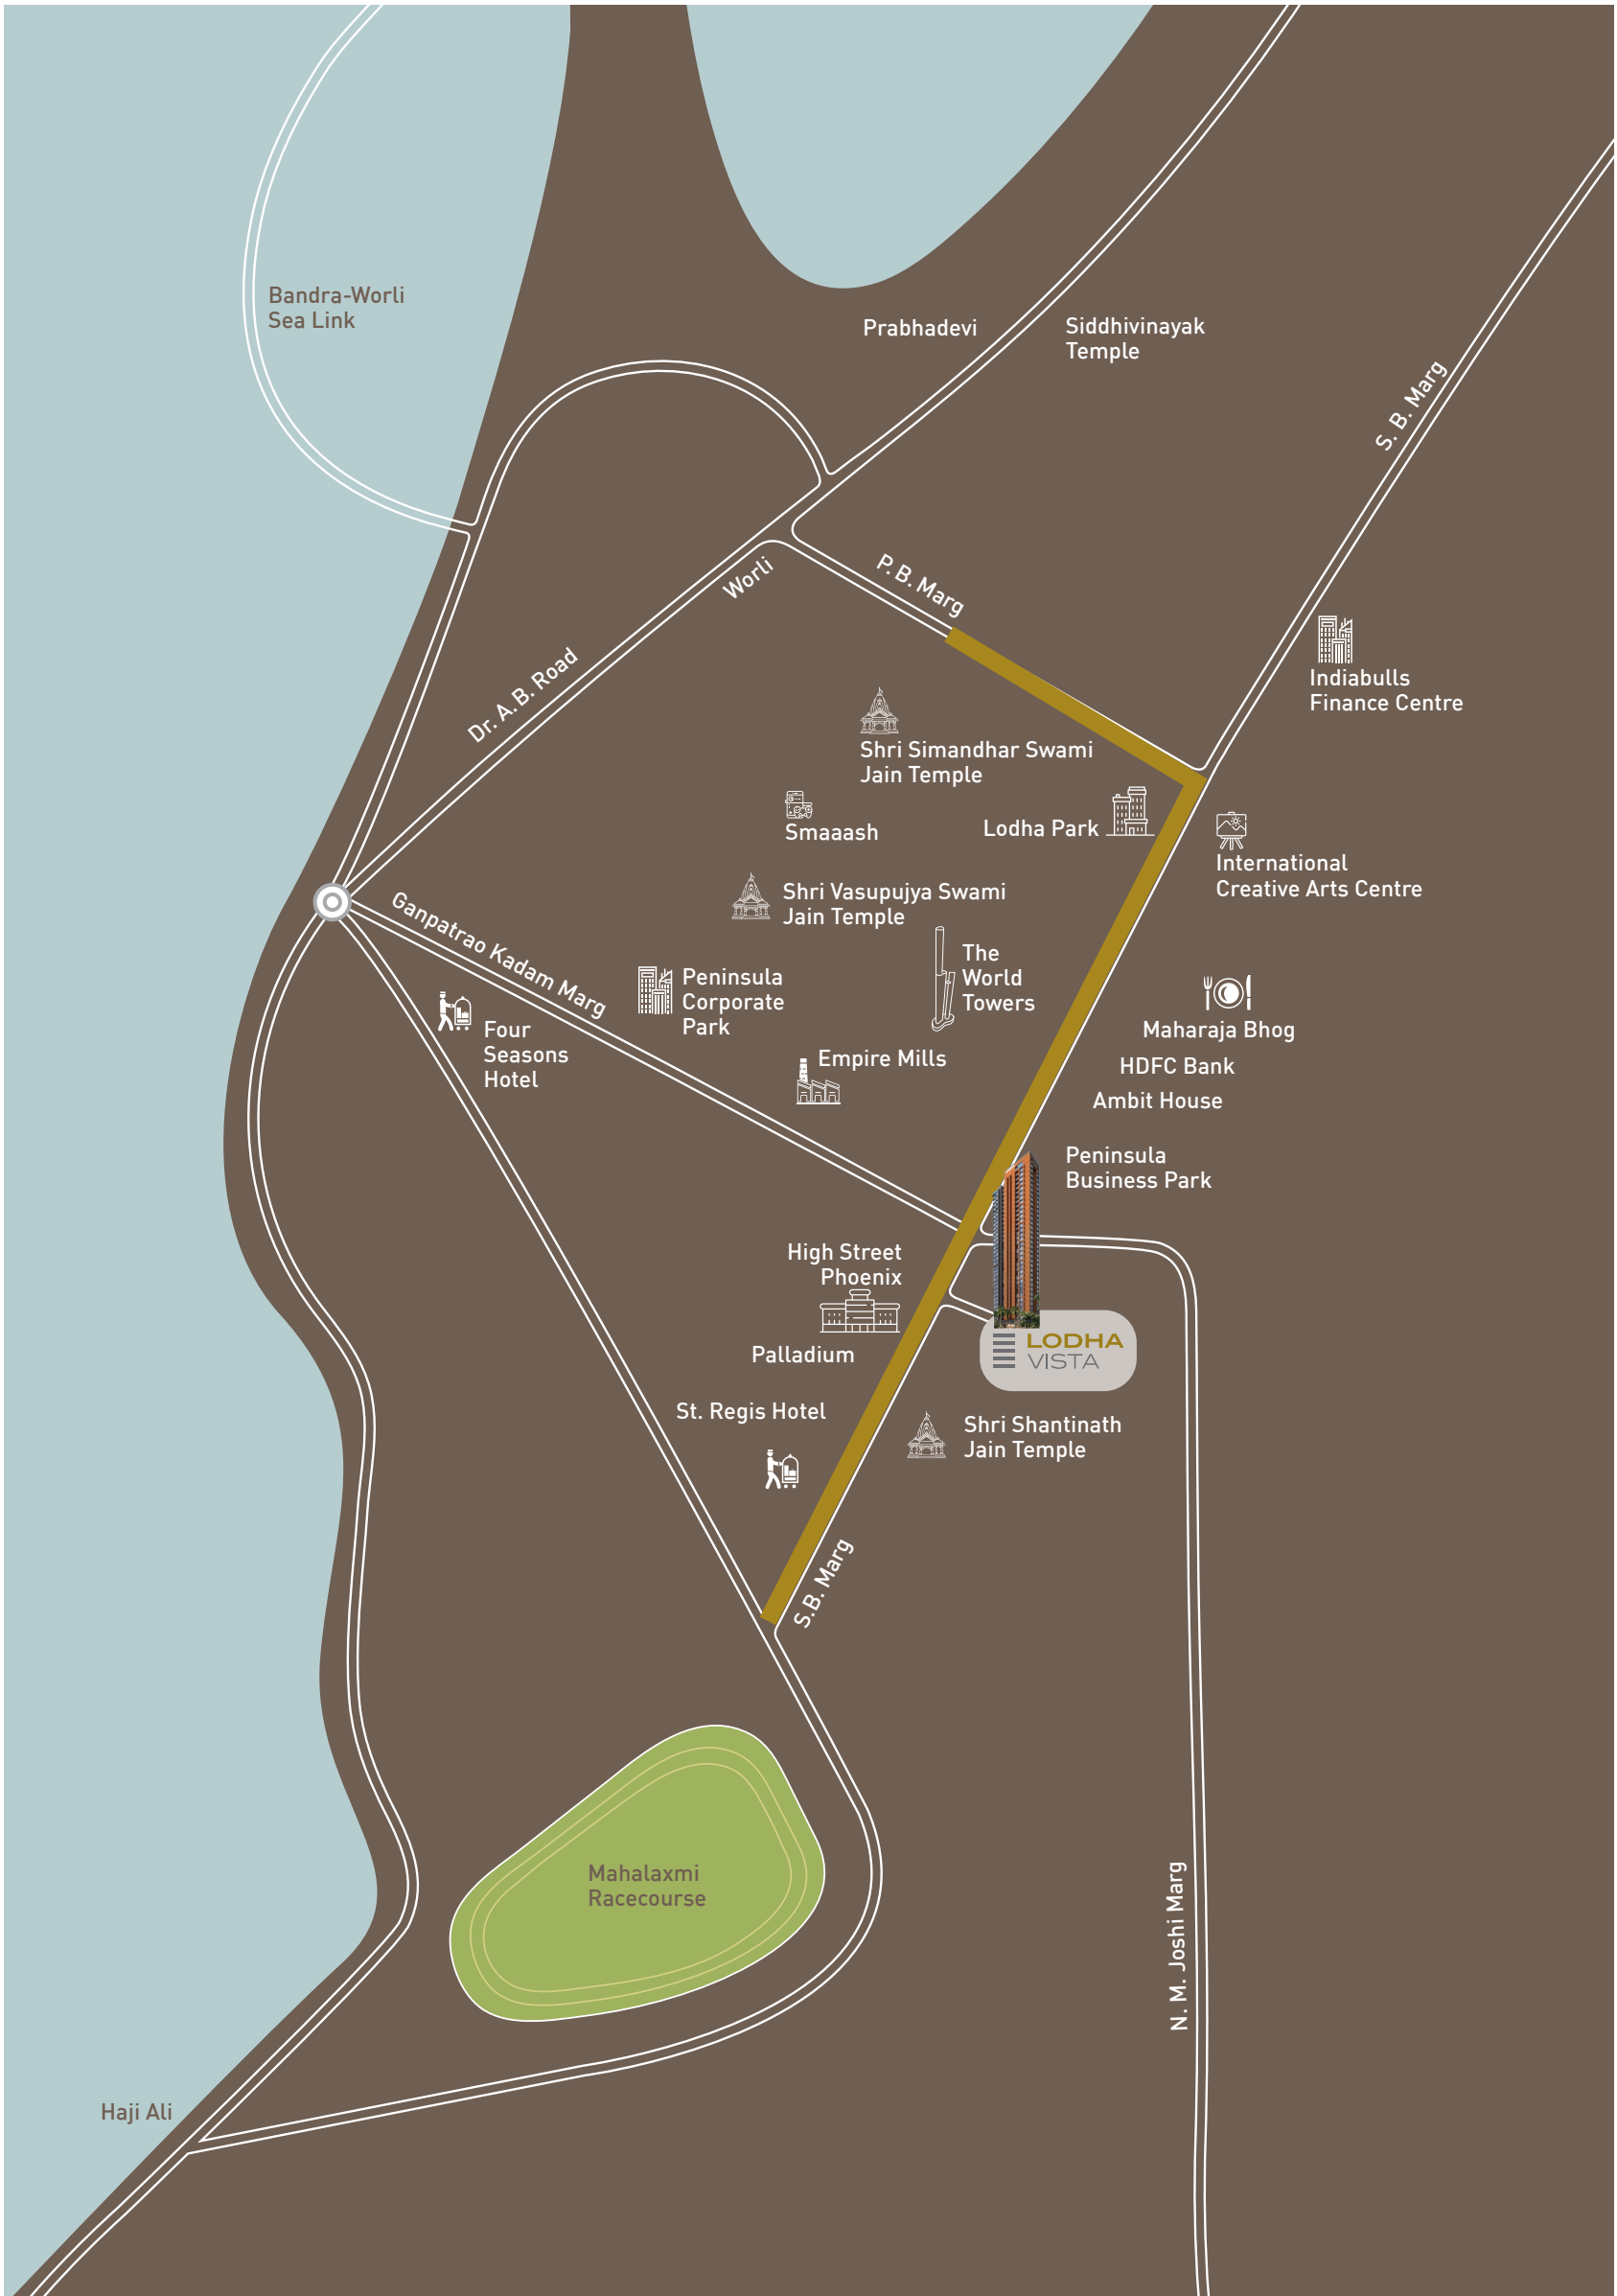 Bandra-Worli
Sea Link
Prabhadevi
Siddhivinayak
Temple
S. B. Marg
P. B. Marg
Worli
Dr. A.B. Road
Indiabulls
Finance Centre
Shri Simandhar Swami
Jain Temple
Smaaash
Lodha Park
International
Creative Arts Centre
Shri Vasupujya Swami
Jain Temple
Ganpatrao Kadam Marg
The
World
Towers
Peninsula
Corporate
Park
Four
Seasons
Hotel
Maharaja Bhog
Empire Mills
HDFC Bank
Ambit House
Peninsula
Business Park
High Street
Phoenix
LODHA
VISTA
Palladium
St. Regis Hotel
Shri Shantinath
Jain Temple
S.B. Marg
Mahalaxmi
Racecourse
N. M. Joshi Marg
Haji Ali